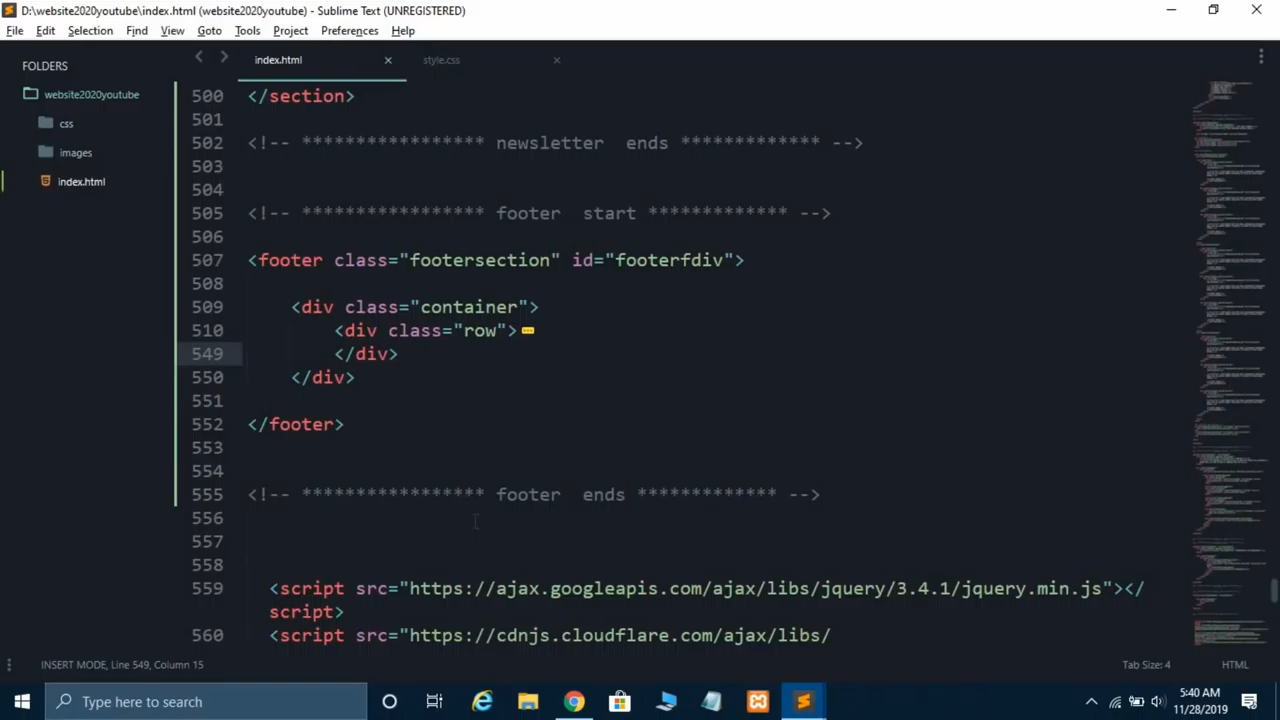 D:\website2020youtube\index.html (website2020youtube) - Sublime Text (UNREGISTERED)
File Edit Selection Find View Goto Tools Project Preferences Help
FOLDERS
website2020youtube
css
images
index.html
index.html
style.css
500 </section>
501
502 <!-- ***************** newsletter  ends ************* -->
503
504
505 <!-- ***************** footer  start ************* -->
506
507 <footer class="footersection" id="footerfdiv">
508
509     <div class="container">
510         <div class="row">
549         </div>
550     </div>
551
552 </footer>
553
554
555 <!-- ***************** footer  ends ************* -->
556
557
558
559   <script src="https://ajax.googleapis.com/ajax/libs/jquery/3.4.1/jquery.min.js"></
script>
560   <script src="https://cdnjs.cloudflare.com/ajax/libs/
INSERT MODE, Line 549, Column 15
Tab Size: 4
HTML
Type here to search
5:40 AM
11/28/2019